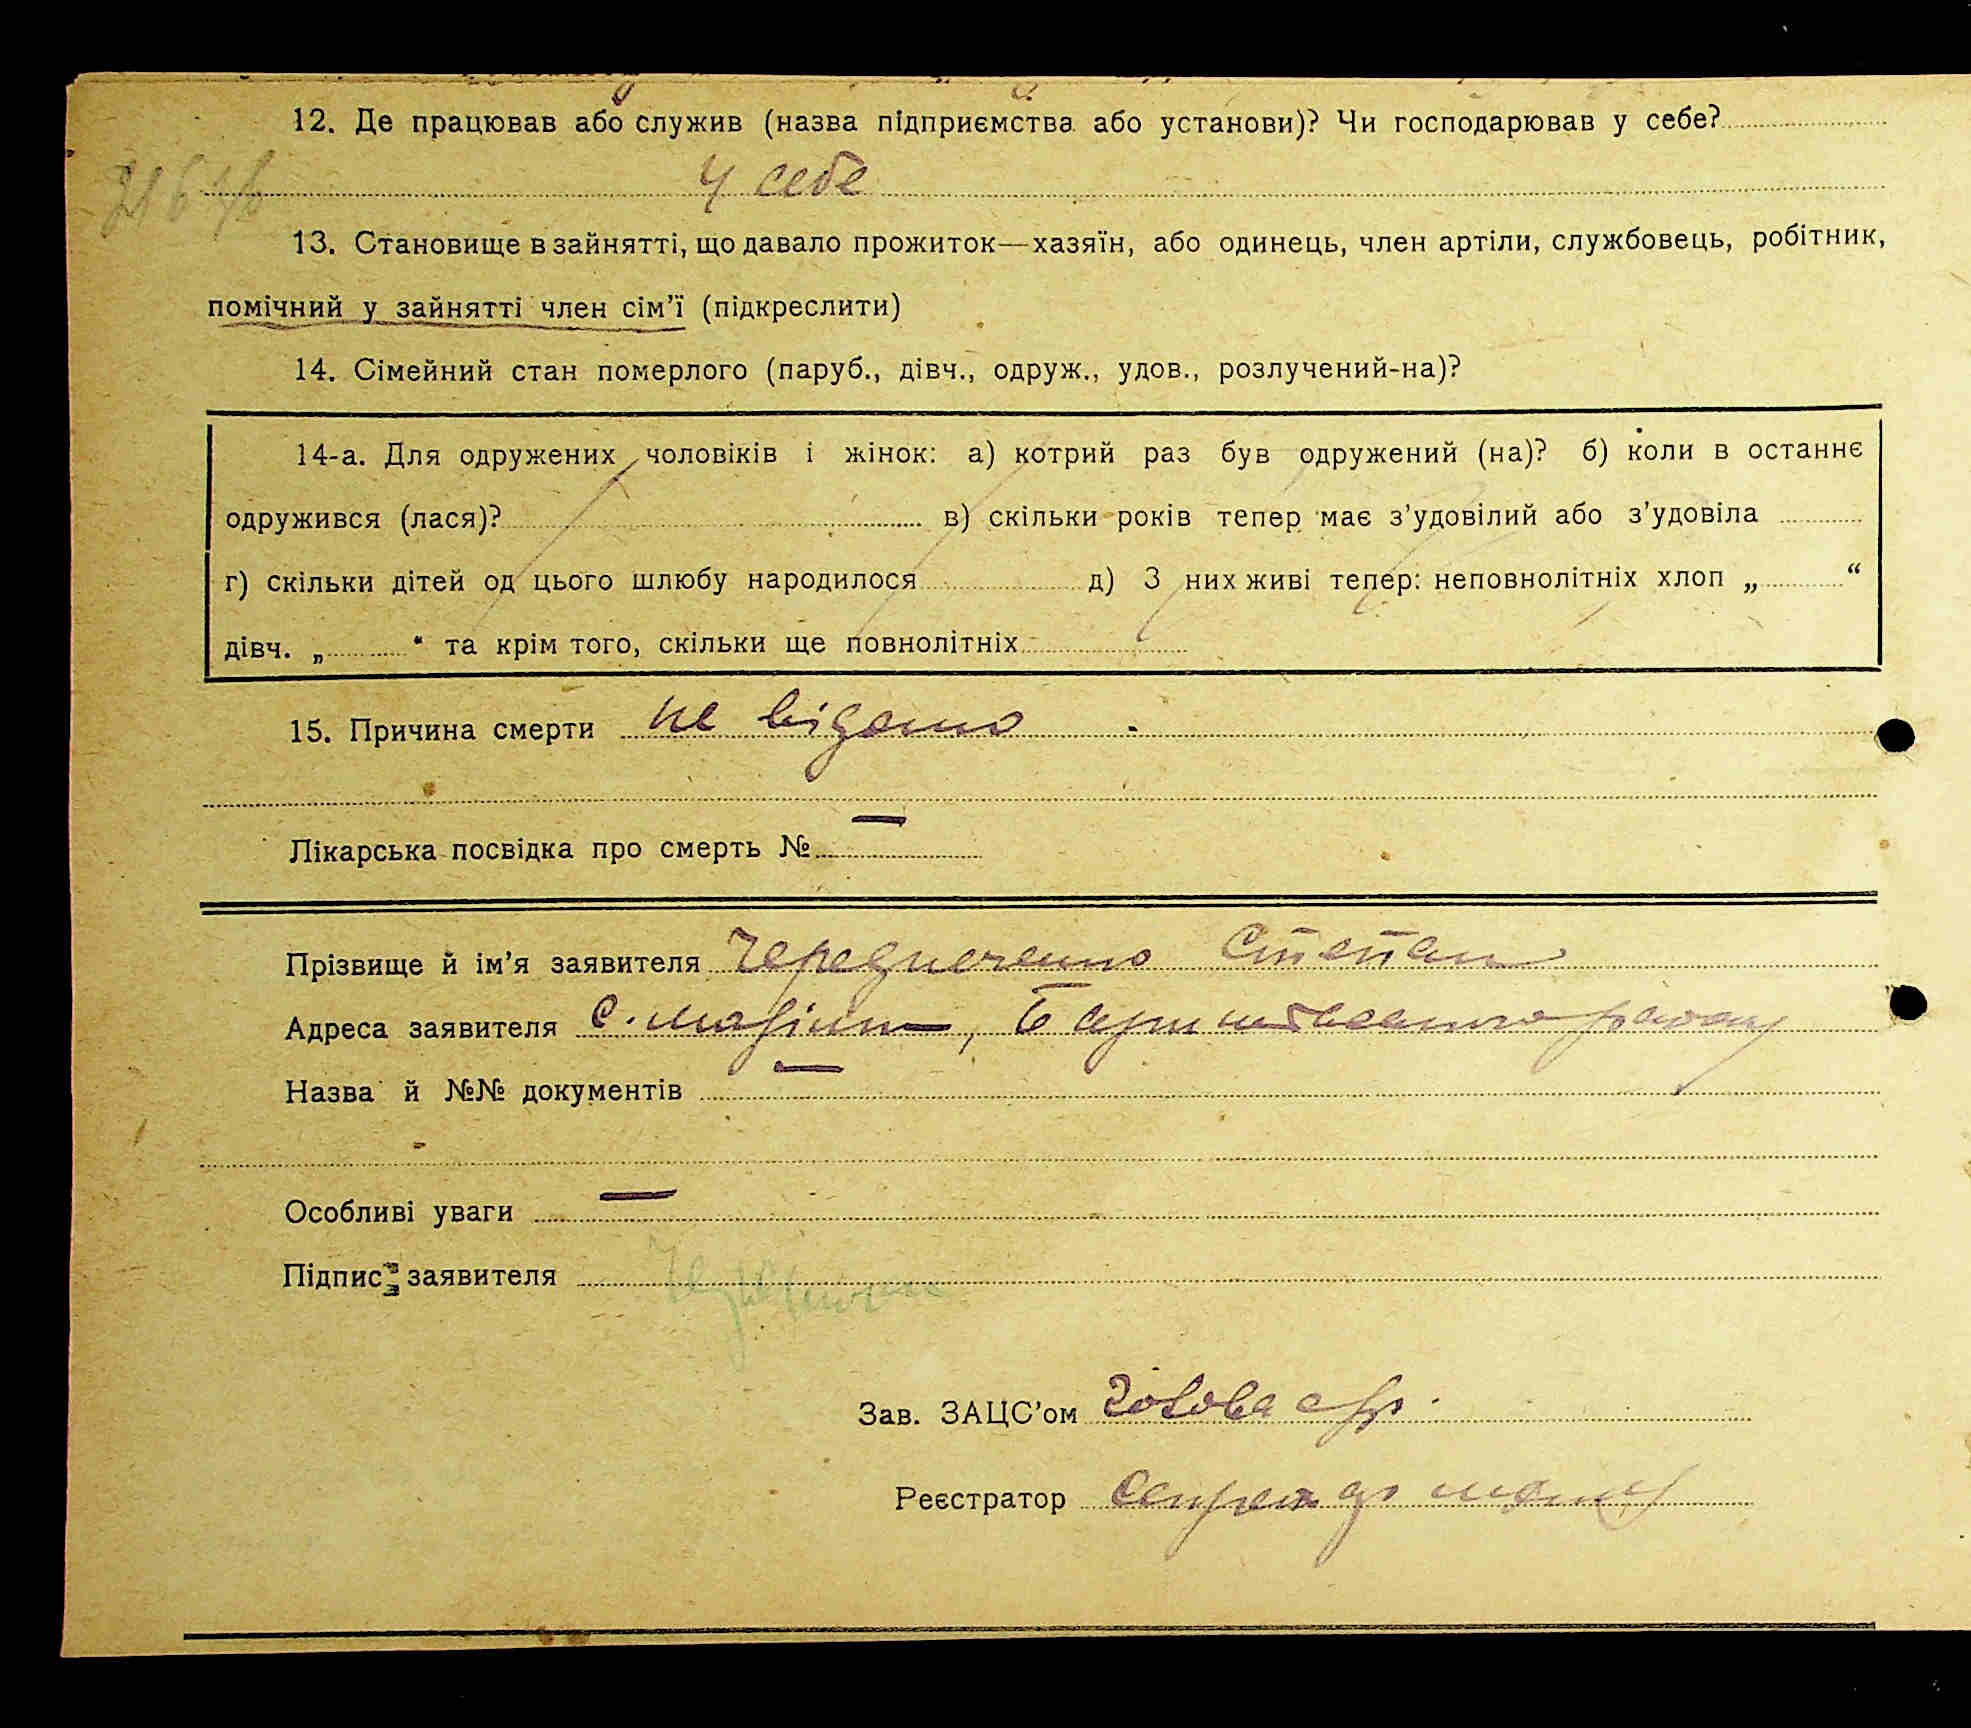 12. Де працював або служив (назва підприємства або установи)? Чи господарював у себе?
у себе
13. Становище в зайнятті, що давало прожиток—хазяїн, або одинець, член артіли, службовець, робітник,
помічний у зайнятті член сім’ї (підкреслити)
14. Сімейний стан померлого (паруб., дівч., одруж., удов., розлучений-на)?
14-а. Для одружених чоловіків і жінок: а) котрий раз був одружений (на)? б) коли в останнє
одружився (лася)? в) скільки років тепер має з’удовілий або з’удовіла
г) скільки дітей од цього шлюбу народилося д) З них живі тепер: неповнолітніх хлоп „ “
дівч. „ “ та крім того, скільки ще повнолітніх
15. Причина смерти не відомо
Лікарська посвідка про смерть № —
Прізвище й ім’я заявителя Чередниченко Степан
Адреса заявителя с. Баришевського району
Назва й №№ документів —
Особливі уваги —
Підпис заявителя
Зав. ЗАЦС’ом Голова с/р.
Реєстратор